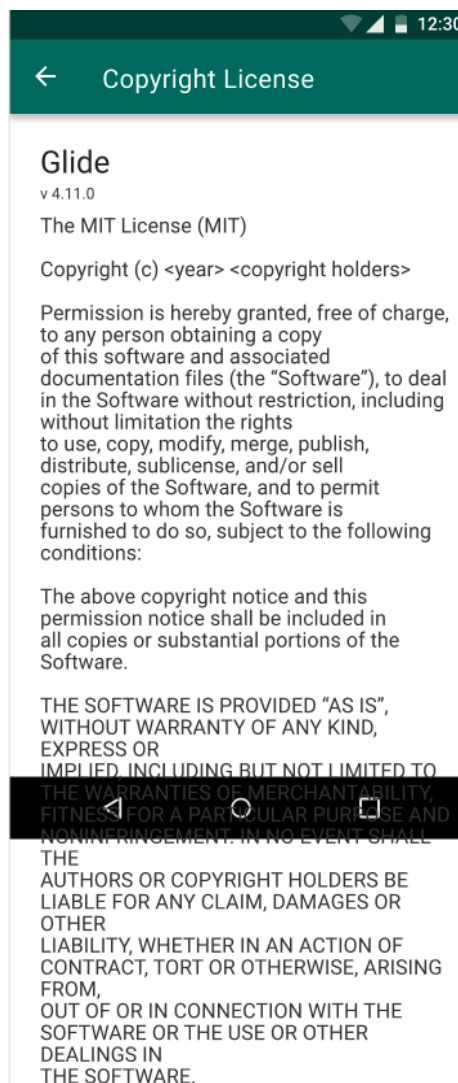 12:30
Copyright License
Glide
v 4.11.0
The MIT License (MIT)
Copyright (c) <year> <copyright holders>
Permission is hereby granted, free of charge,
to any person obtaining a copy
of this software and associated
documentation files (the “Software”), to deal
in the Software without restriction, including
without limitation the rights
to use, copy, modify, merge, publish,
distribute, sublicense, and/or sell
copies of the Software, and to permit
persons to whom the Software is
furnished to do so, subject to the following
conditions:
The above copyright notice and this
permission notice shall be included in
all copies or substantial portions of the
Software.
THE SOFTWARE IS PROVIDED “AS IS”,
WITHOUT WARRANTY OF ANY KIND,
EXPRESS OR
IMPLIED, INCLUDING BUT NOT LIMITED TO
THE WARRANTIES OF MERCHANTABILITY,
FITNESS FOR A PARTICULAR PURPOSE AND
NONINFRINGEMENT. IN NO EVENT SHALL
THE
AUTHORS OR COPYRIGHT HOLDERS BE
LIABLE FOR ANY CLAIM, DAMAGES OR
OTHER
LIABILITY, WHETHER IN AN ACTION OF
CONTRACT, TORT OR OTHERWISE, ARISING
FROM,
OUT OF OR IN CONNECTION WITH THE
SOFTWARE OR THE USE OR OTHER
DEALINGS IN
THE SOFTWARE.